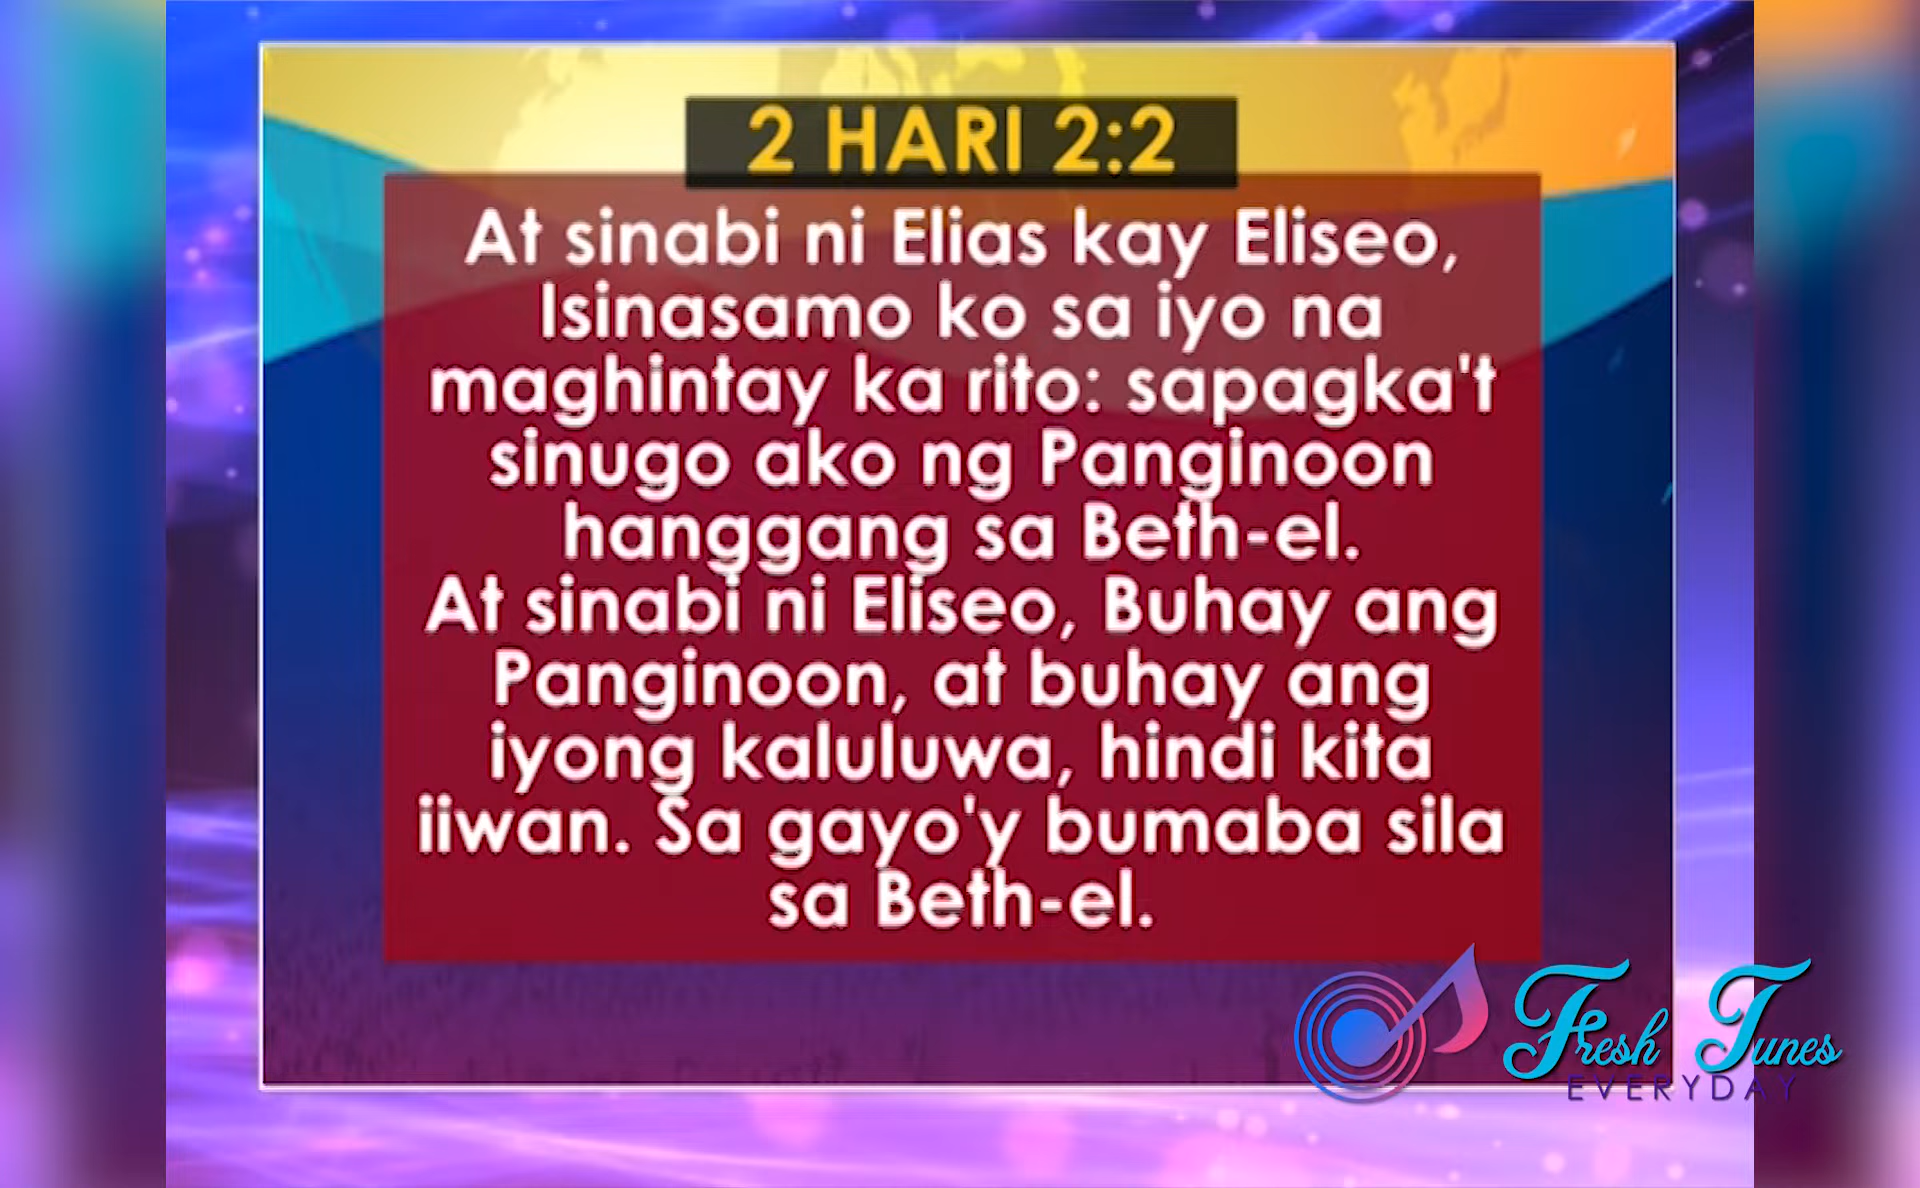 2 HARI 2:2
At sinabi ni Elias kay Eliseo,
Isinasamo ko sa iyo na
maghintay ka rito: sapagka't
sinugo ako ng Panginoon
hanggang sa Beth-el.
At sinabi ni Eliseo, Buhay ang
Panginoon, at buhay ang
iyong kaluluwa, hindi kita
iiwan. Sa gayo'y bumaba sila
sa Beth-el.
Fresh Tunes
EVERYDAY